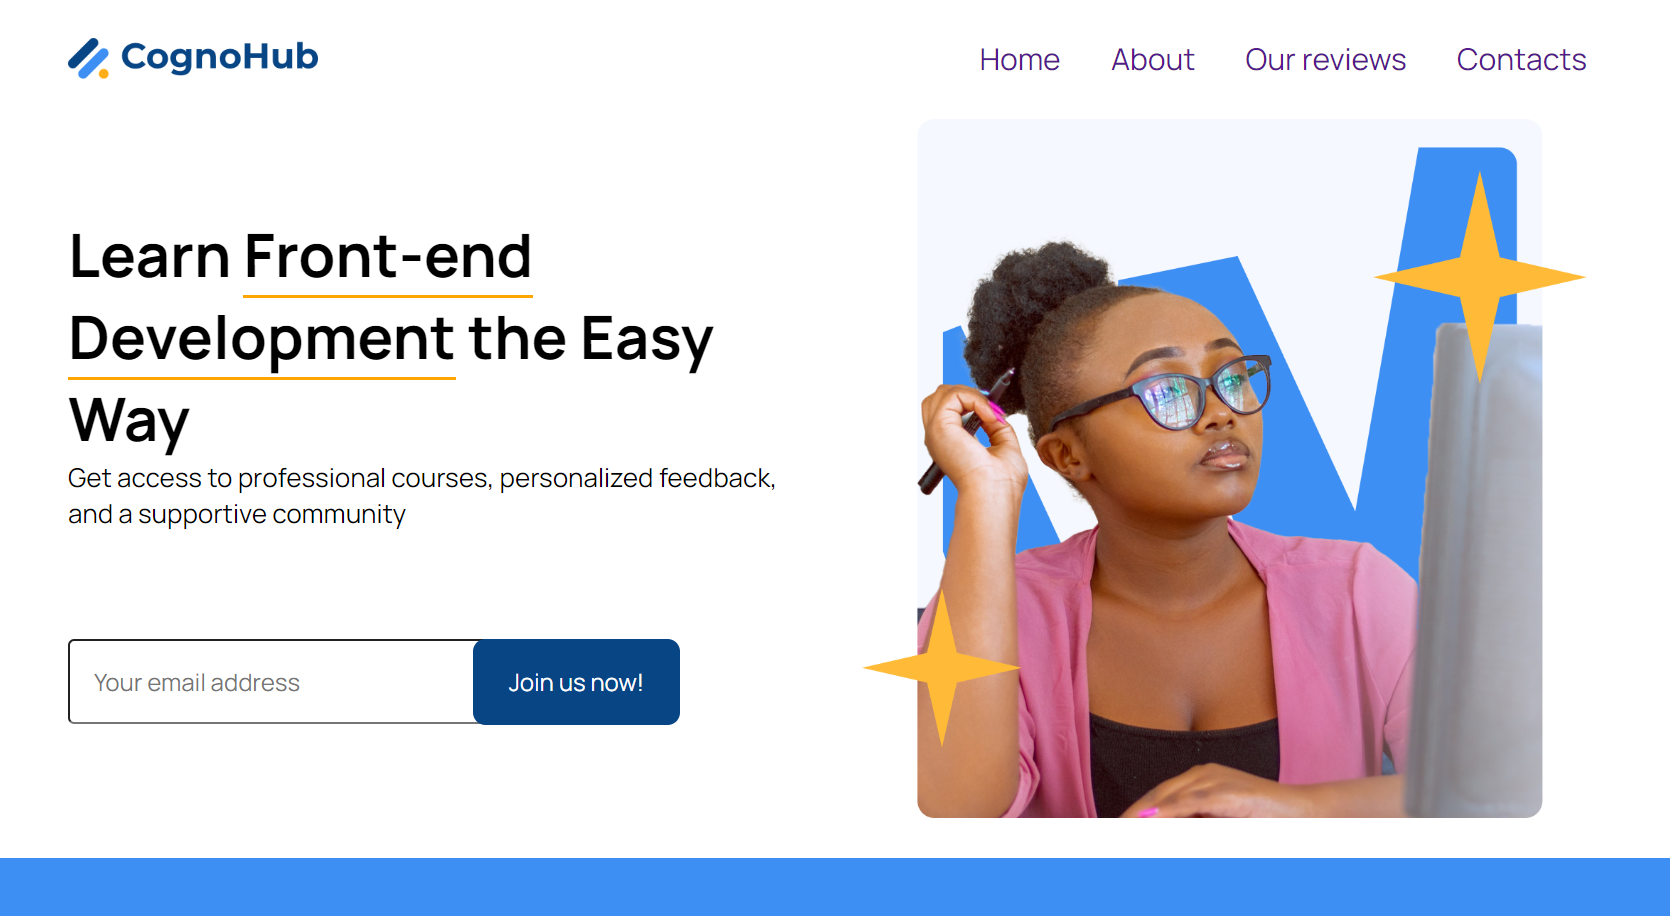 CognoHub
Home About Our reviews Contacts
Learn Front-end
Development the Easy
Way
Get access to professional courses, personalized feedback,
and a supportive community
Your email address
Join us now!